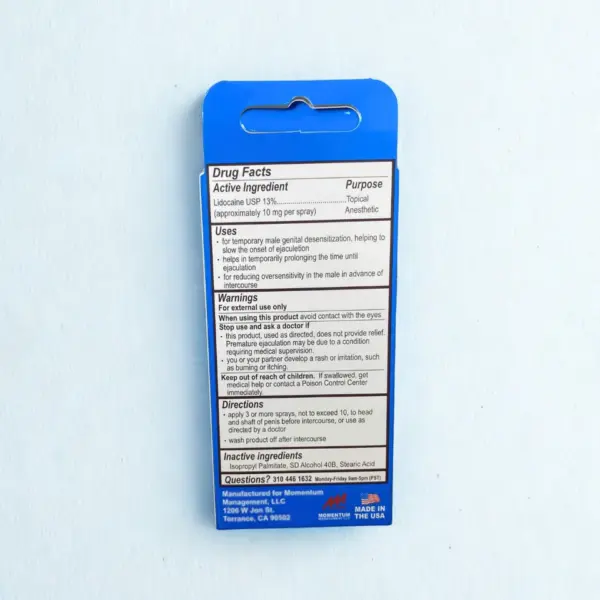 Drug Facts
Active Ingredient Purpose
Lidocaine USP 13%..............................Topical
(approximately 10 mg per spray) Anesthetic
Uses
• for temporary male genital desensitization, helping to
slow the onset of ejaculetion
• helps in temporarily prolonging the time until
ejaculation
• for reducing oversensitivity in the male in advance of
intercourse
Warnings
For external use only
When using this product avoid contact with the eyes
Stop use and ask a doctor if
• this product, used as directed, does not provide relief.
Premature ejaculation may be due to a condition
requiring medical supervision.
• you or your partner develop a rash or irritation, such
as burning or itching.
Keep out of reach of children. If swallowed, get
medical help or contact a Poison Control Center
immediately.
Directions
• apply 3 or more sprays, not to exceed 10, to head
and shaft of penis before intercourse, or use as
directed by a doctor
• wash product off after intercourse
Inactive ingredients
Isopropyl Palmitate, SD Alcohol 40B, Stearic Acid
Questions? 310 446 1632 Monday-Friday 9am-5pm (PST)
Manufactured for Momentum
Management, LLC
1206 W Jon St.
Torrance, CA 90502
MOMENTUM
MANAGEMENT LLC
MADE IN
THE USA